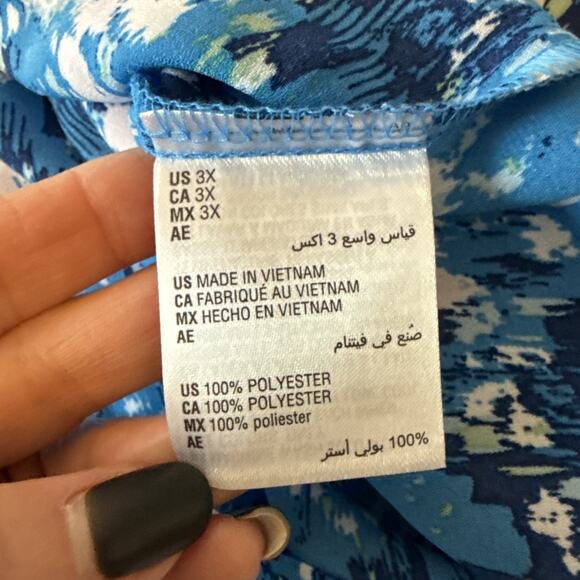 US 3X
CA 3X
MX 3X
AE
قياس واسع 3 اكس
US MADE IN VIETNAM
CA FABRIQUÉ AU VIETNAM
MX HECHO EN VIETNAM
AE
صُنع في فيتنام
US 100% POLYESTER
CA 100% POLYESTER
MX 100% poliester
AE
100% بولي أستر